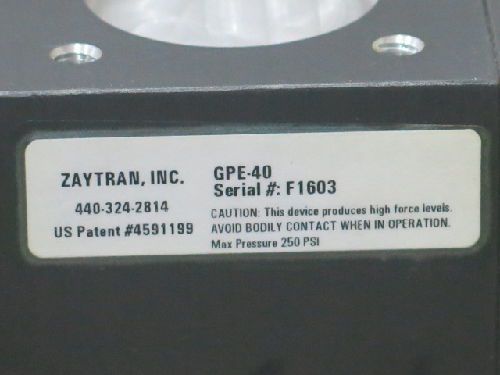 ZAYTRAN, INC.
440-324-2814
US Patent #4591199
GPE-40
Serial #: F1603
CAUTION: This device produces high force levels.
AVOID BODILY CONTACT WHEN IN OPERATION.
Max Pressure 250 PSI